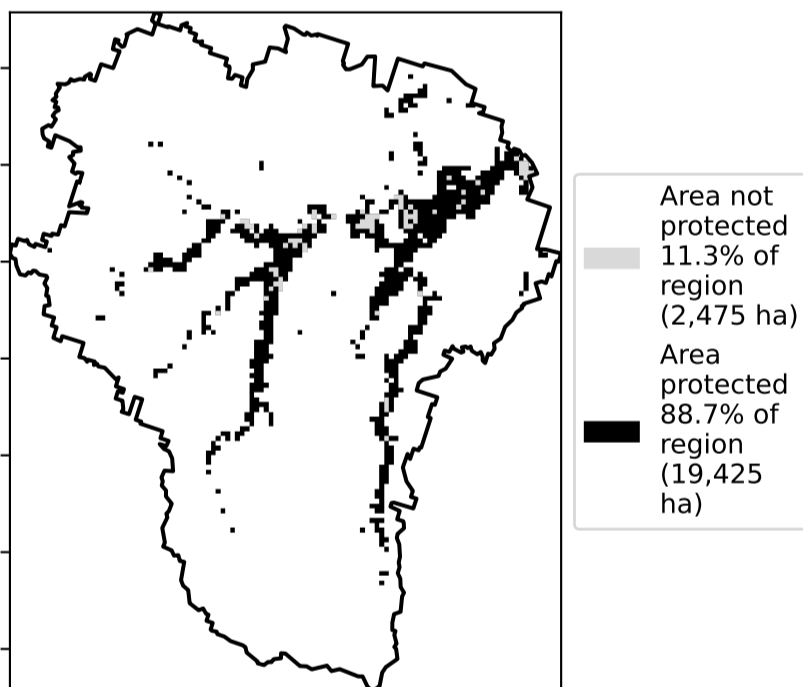 Area not
protected
11.3% of
region
(2,475 ha)
Area
protected
88.7% of
region
(19,425
ha)